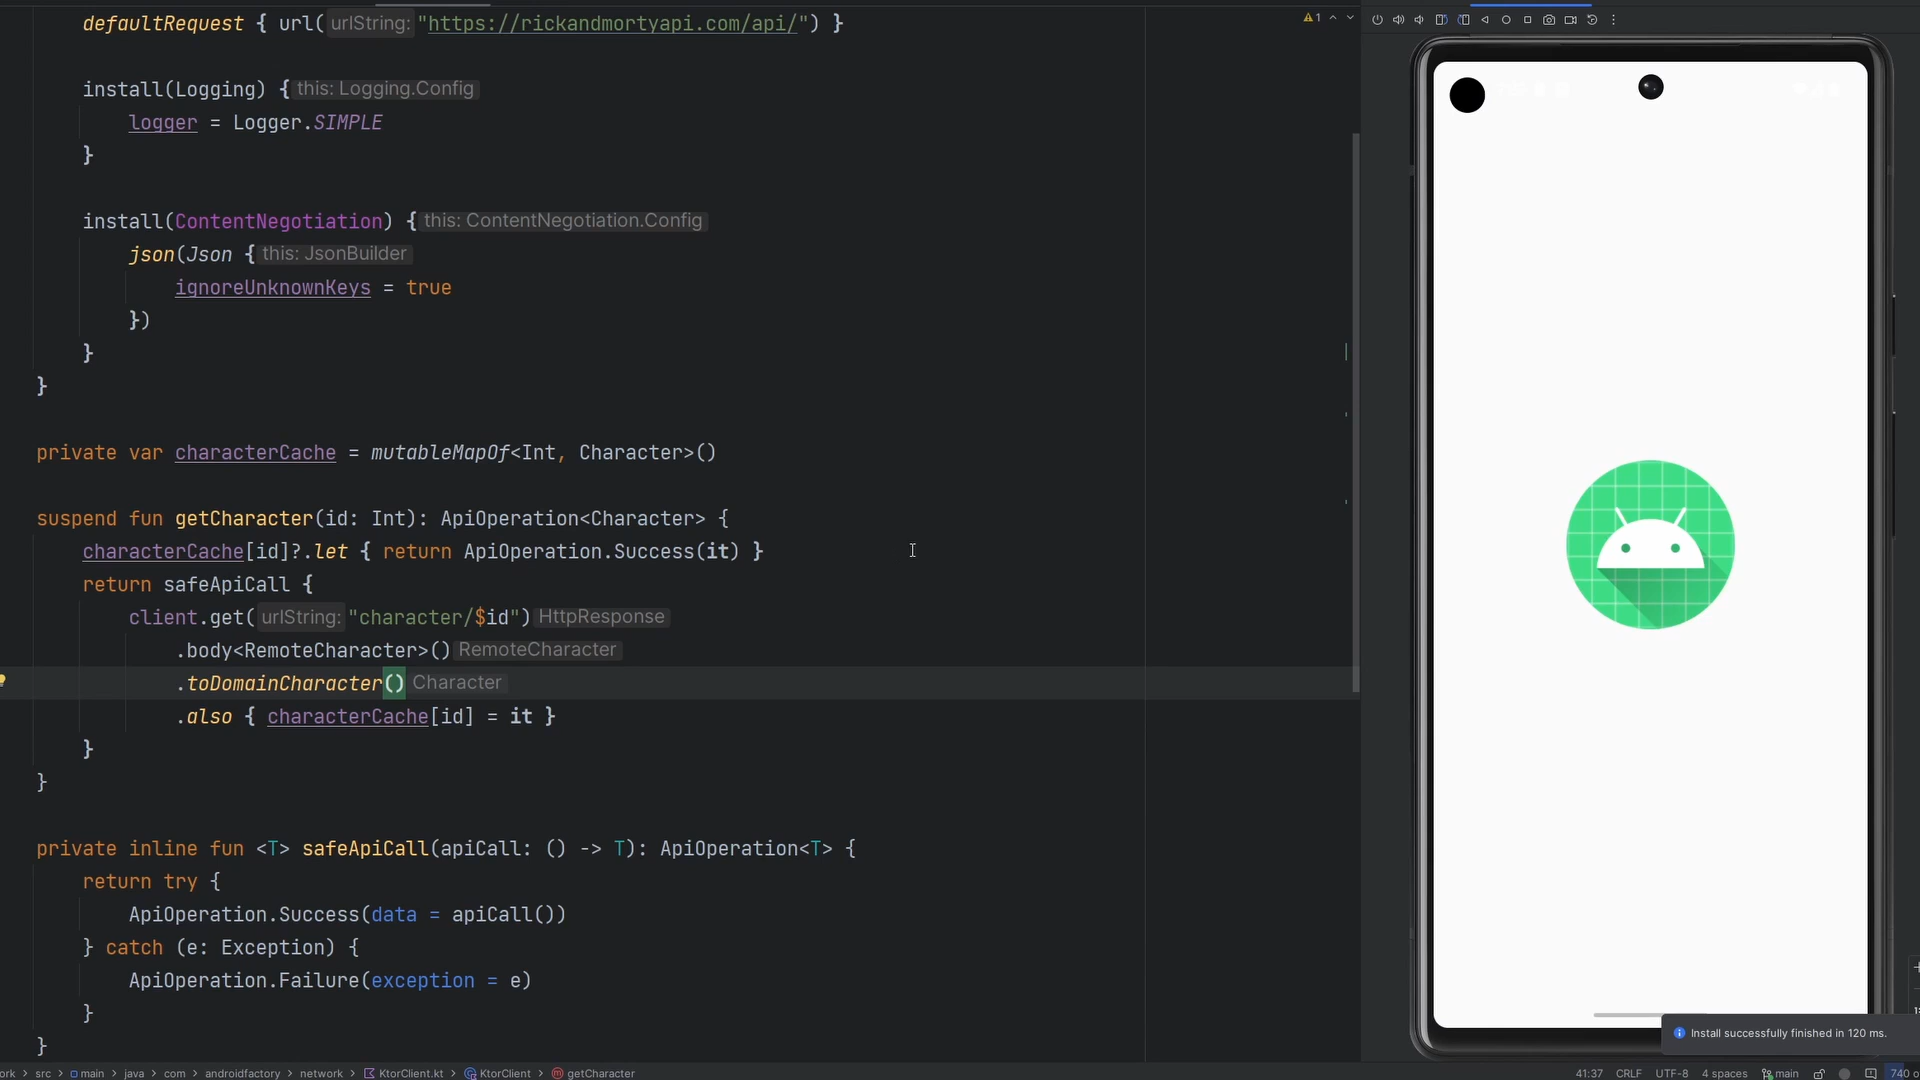 defaultRequest { url(urlString: "https://rickandmortyapi.com/api/") }
install(Logging) { this: Logging.Config
logger = Logger.SIMPLE
}
install(ContentNegotiation) { this: ContentNegotiation.Config
json(Json { this: JsonBuilder
ignoreUnknownKeys = true
})
}
}
private var characterCache = mutableMapOf<Int, Character>()
suspend fun getCharacter(id: Int): ApiOperation<Character> {
characterCache[id]?.let { return ApiOperation.Success(it) }
return safeApiCall {
client.get(urlString: "character/$id") HttpResponse
.body<RemoteCharacter>() RemoteCharacter
.toDomainCharacter() Character
.also { characterCache[id] = it }
}
}
private inline fun <T> safeApiCall(apiCall: () -> T): ApiOperation<T> {
return try {
ApiOperation.Success(data = apiCall())
} catch (e: Exception) {
ApiOperation.Failure(exception = e)
}
}
1
Install successfully finished in 120 ms.
ork > src > main > java > com > androidfactory > network > KtorClient.kt > KtorClient > getCharacter
41:37 CRLF UTF-8 4 spaces main 740 o